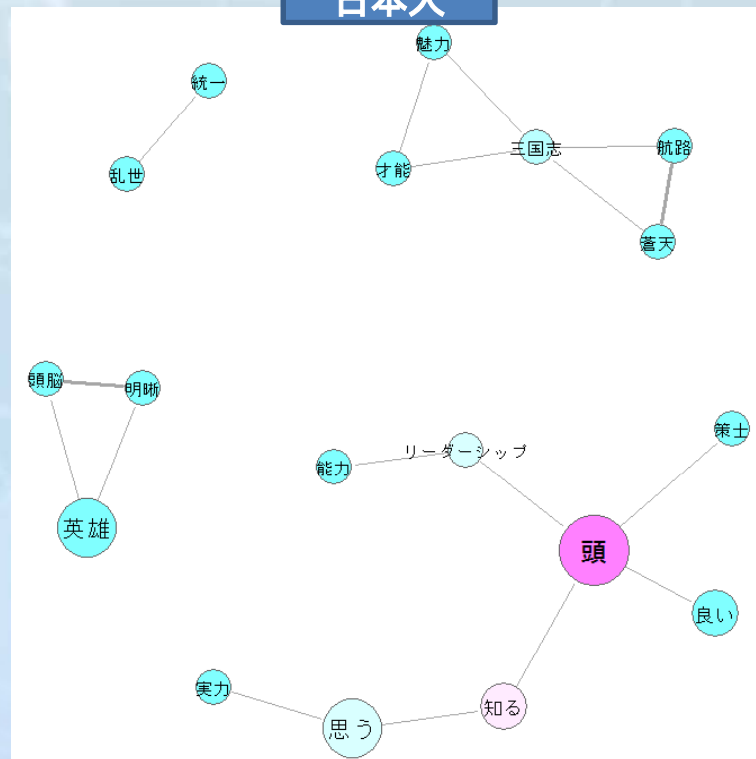 日本人
魅力
統一
三国志
航路
才能
乱世
蒼天
頭脳
明晰
策士
リーダーシップ
能力
英雄
頭
良い
実力
知る
思う